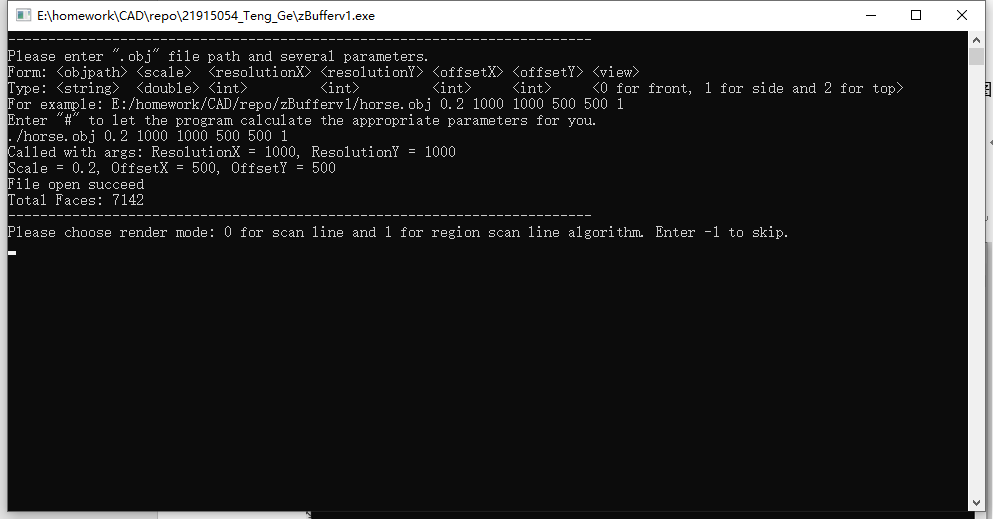 E:\homework\CAD\repo\21915054_Teng_Ge\zBufferv1.exe
-------------------------------------------------------------------------
Please enter ".obj" file path and several parameters.
Form: <objpath> <scale>  <resolutionX> <resolutionY> <offsetX> <offsetY> <view>
Type: <string>  <double> <int>         <int>         <int>     <int>     <0 for front, 1 for side and 2 for top>
For example: E:/homework/CAD/repo/zBufferv1/horse.obj 0.2 1000 1000 500 500 1
Enter "#" to let the program calculate the appropriate parameters for you.
./horse.obj 0.2 1000 1000 500 500 1
Called with args: ResolutionX = 1000, ResolutionY = 1000
Scale = 0.2, OffsetX = 500, OffsetY = 500
File open succeed
Total Faces: 7142
-------------------------------------------------------------------------
Please choose render mode: 0 for scan line and 1 for region scan line algorithm. Enter -1 to skip.